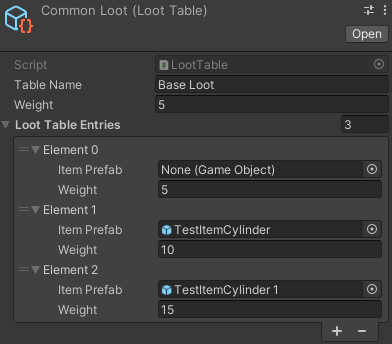 Common Loot (Loot Table)
Open
Script LootTable
Table Name Base Loot
Weight 5
Loot Table Entries 3
Element 0
Item Prefab None (Game Object)
Weight 5
Element 1
Item Prefab TestItemCylinder
Weight 10
Element 2
Item Prefab TestItemCylinder 1
Weight 15
+ −